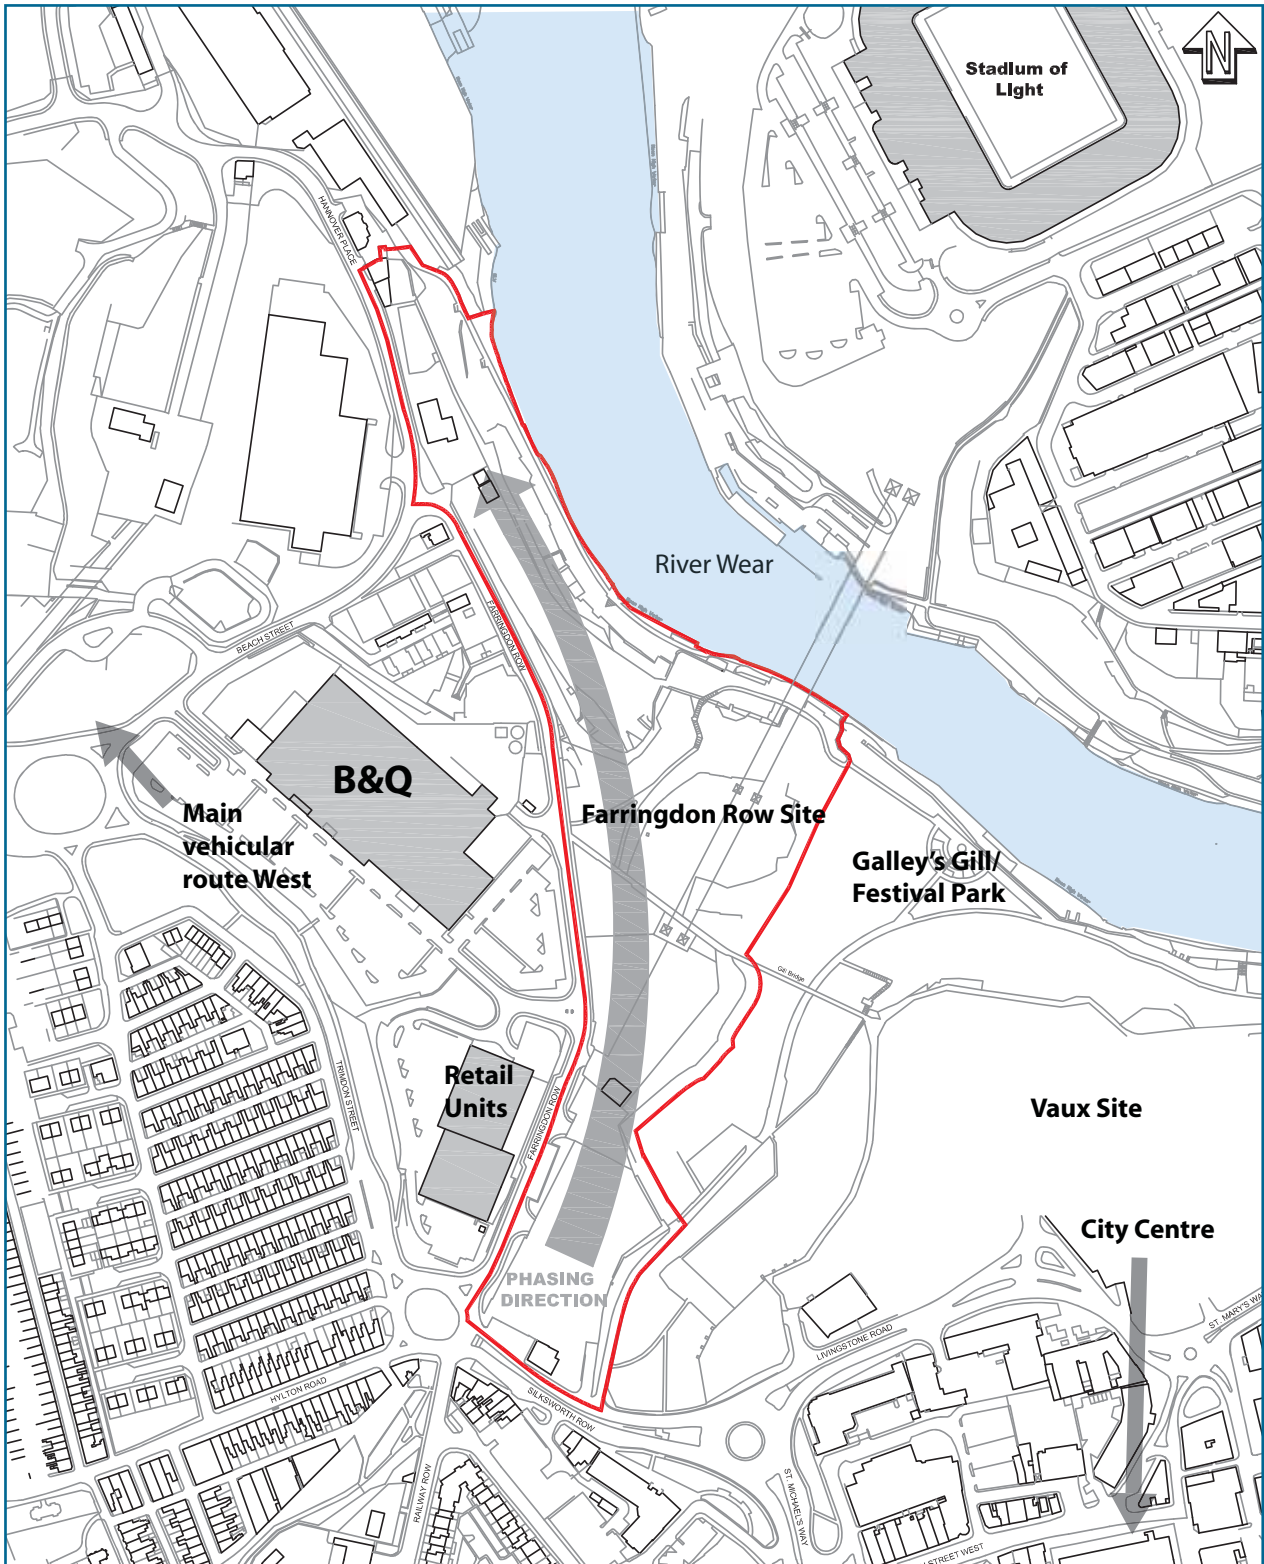 Stadium of
Light
N
HANNOVER PLACE
River Wear
FARRINGDON ROW
BEACH STREET
B&Q
Main
vehicular
route West
Farringdon Row Site
Galley's Gill/
Festival Park
Gill Bridge
TRIMDON STREET
Retail
Units
FARRINGDON ROW
Vaux Site
City Centre
PHASING
DIRECTION
ST. MARY'S WA
LIVINGSTONE ROAD
HYLTON ROAD
SILKSWORTH ROW
RAILWAY ROW
ST. MICHAEL'S WAY
STREET WEST